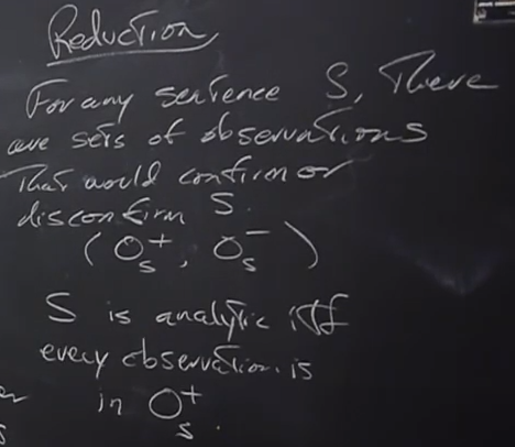 Reduction
For any sentence S, there
are sets of observations
that would confirm or
disconfirm S.
(O_s^+, O_s^-)
S is analytic iff
every observation is
in O_s^+.